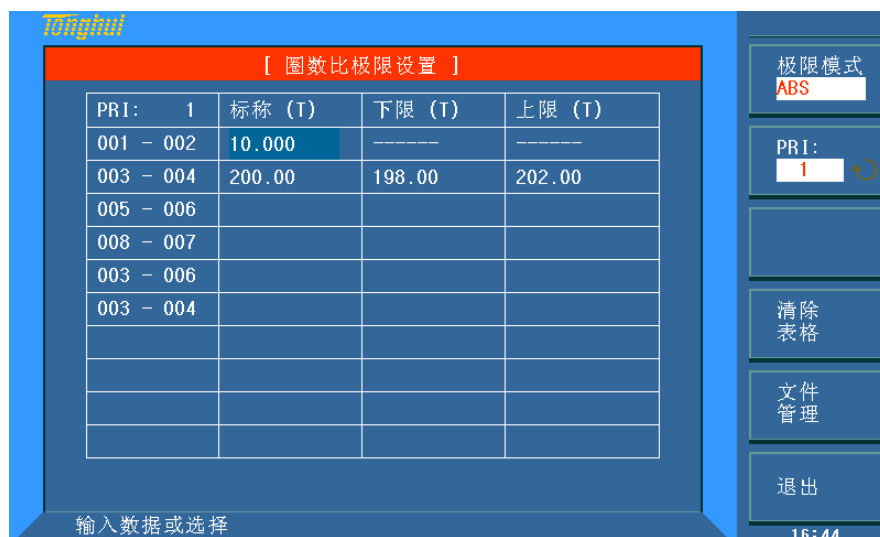 Tonghui
[ 圈数比极限设置 ]
PRI: 1 标称 (T) 下限 (T) 上限 (T)
001 - 002 10.000 ------ ------
003 - 004 200.00 198.00 202.00
005 - 006
008 - 007
003 - 006
003 - 004
输入数据或选择
极限模式
ABS
PRI:
1
清除
表格
文件
管理
退出
16:44